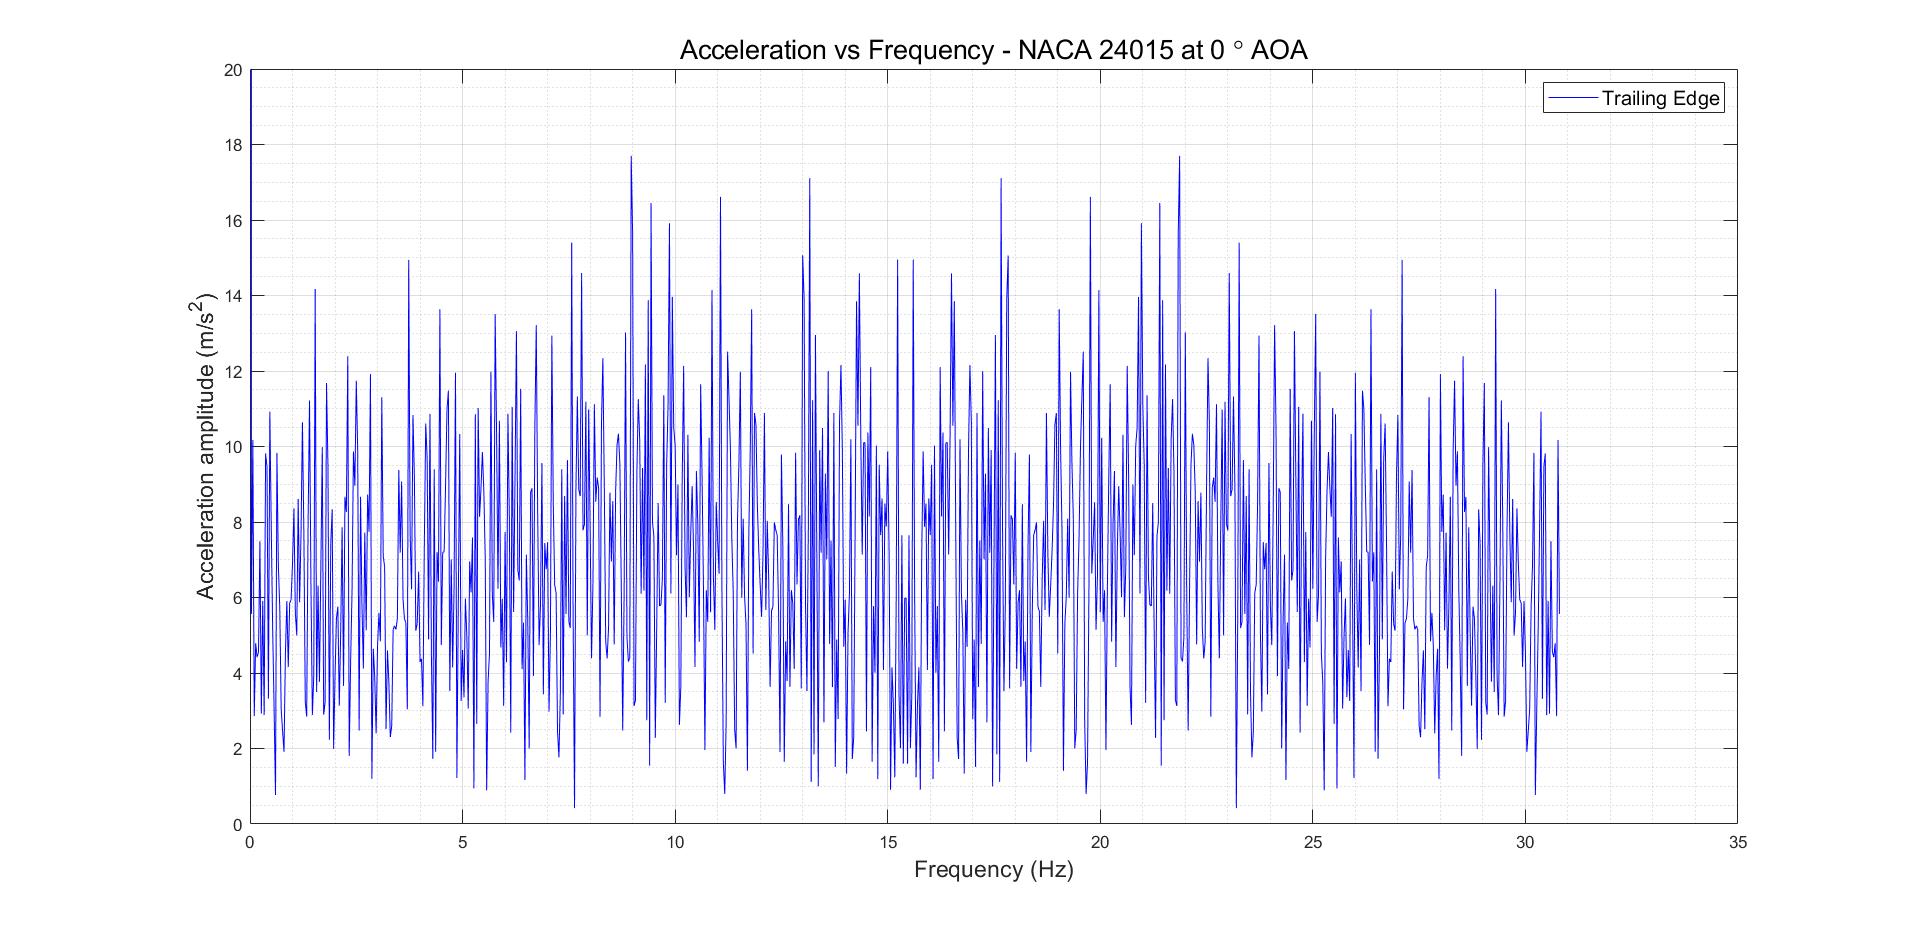 Acceleration vs Frequency - NACA 24015 at 0 ° AOA
Trailing Edge
Acceleration amplitude (m/s²)
20
18
16
14
12
10
8
6
4
2
0
0 5 10 15 20 25 30 35
Frequency (Hz)